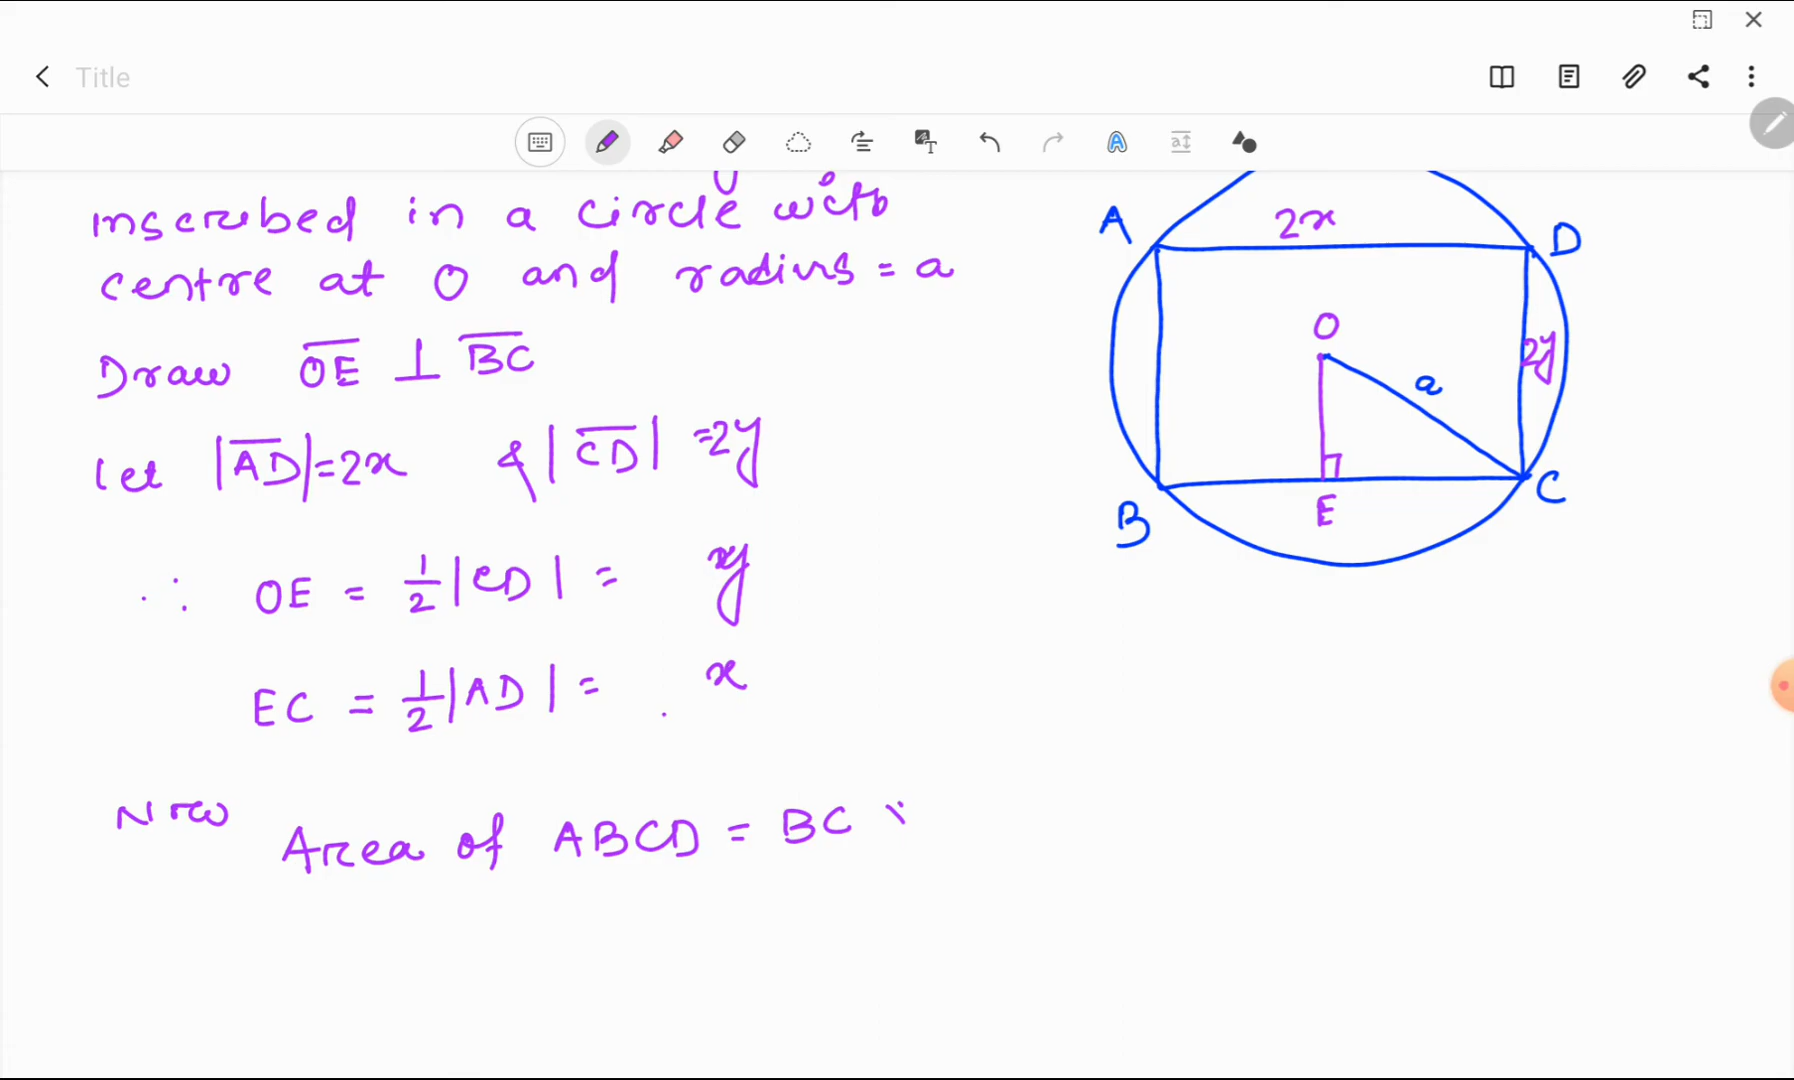 Title
inscribed in a circle with
centre at O and radius = a
Draw OE ⊥ BC
let |AD|=2x & |CD| =2y
∴ OE = 1/2 |CD| = y
EC = 1/2 |AD| = x
Now
Area of ABCD = BC
A
2x
D
O
a
2y
B
E
C